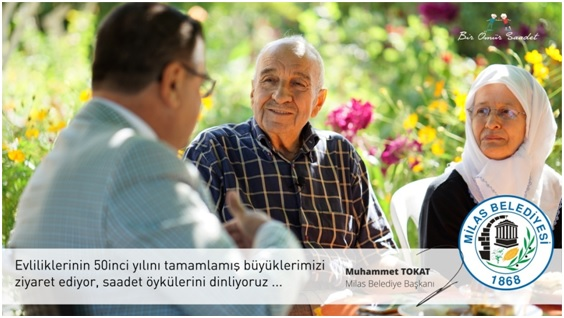 Bir Ömür Saadet
Evliliklerinin 50inci yılını tamamlamış büyüklerimizi
ziyaret ediyor, saadet öykülerini dinliyoruz ...
Muhammet TOKAT
Milas Belediye Başkanı
MİLAS BELEDİYESİ
1868